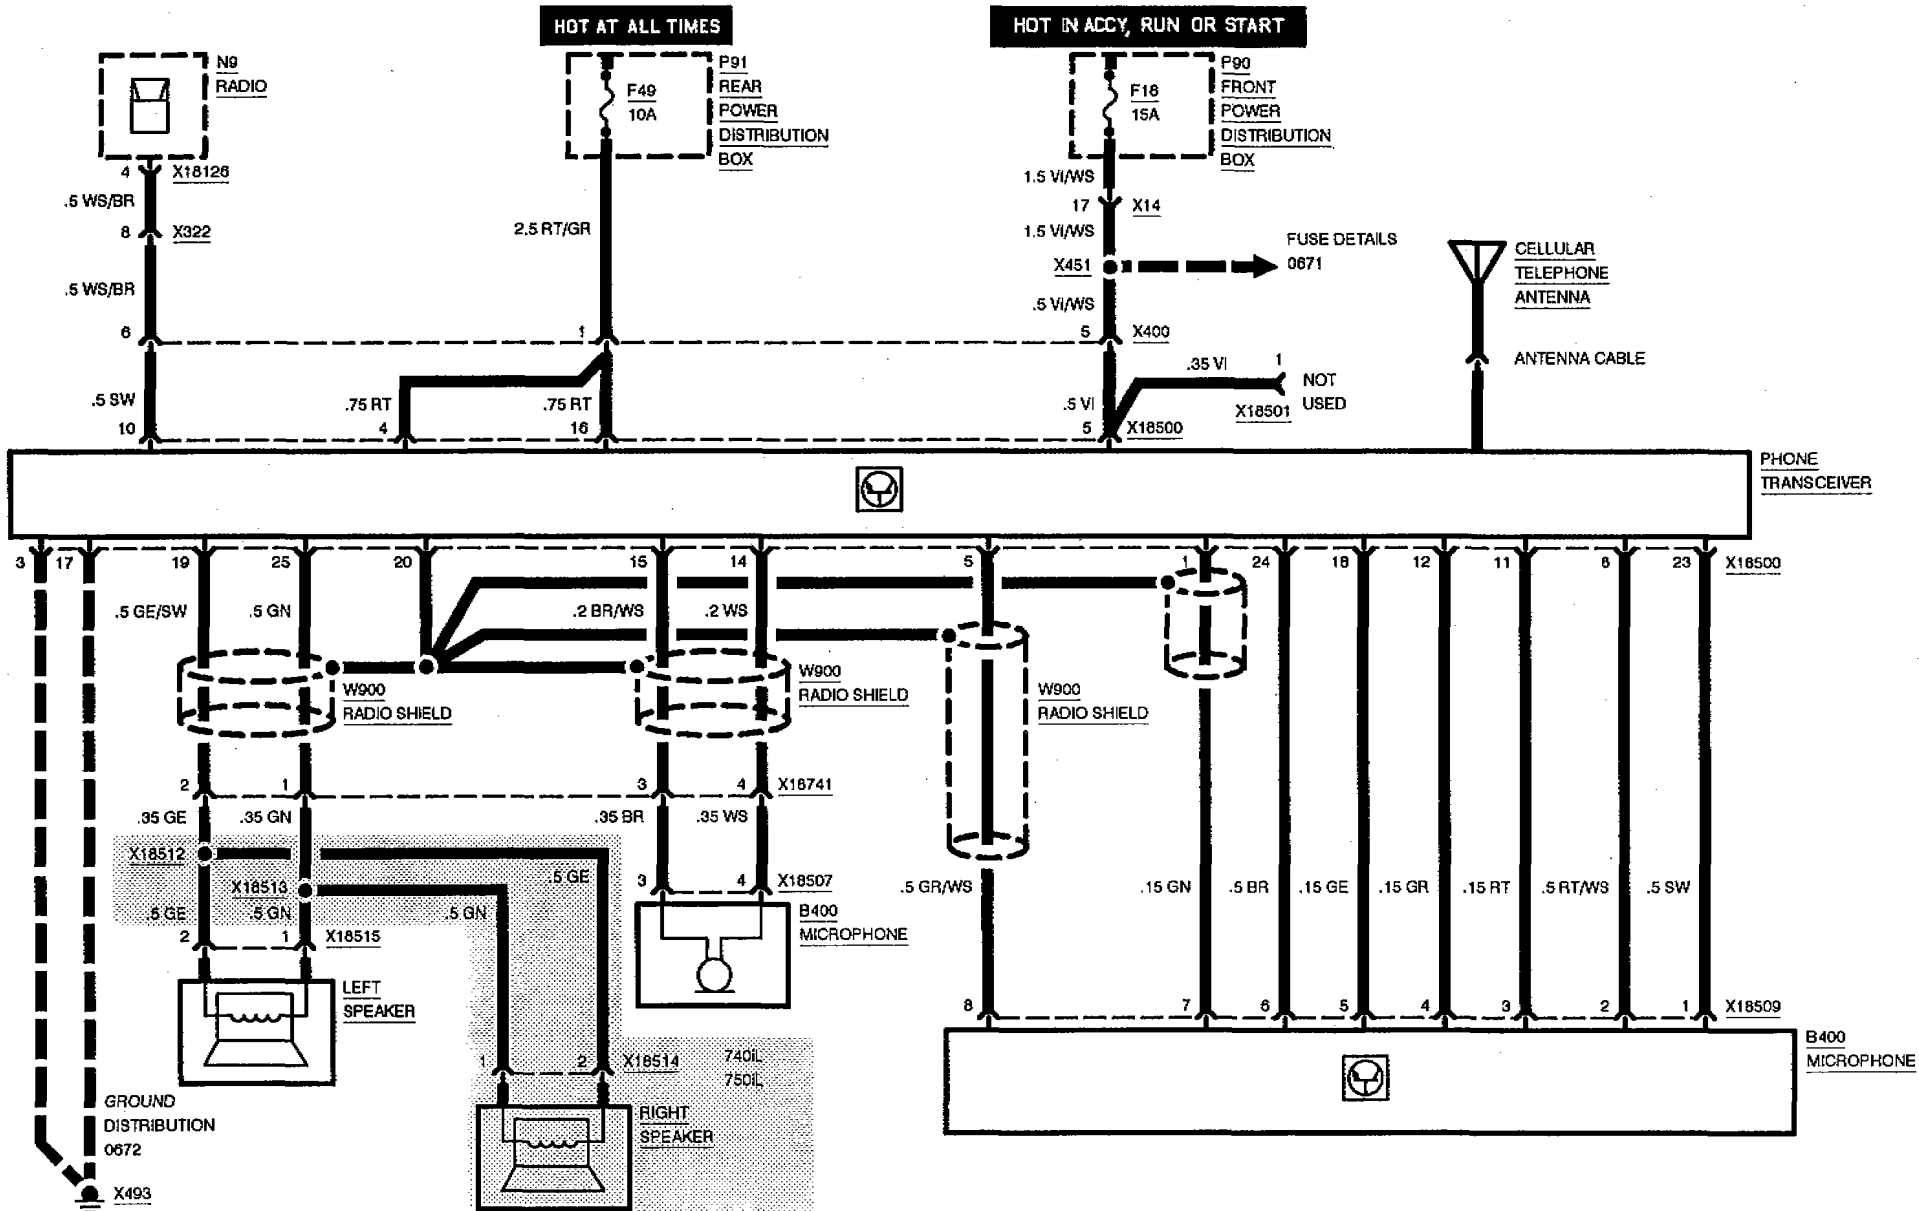 HOT AT ALL TIMES
HOT IN ACCY, RUN OR START
N9
RADIO
F49
10A
P91
REAR
POWER
DISTRIBUTION
BOX
F18
15A
P90
FRONT
POWER
DISTRIBUTION
BOX
4
X18126
.5 WS/BR
8
X322
.5 WS/BR
6
.5 SW
10
2.5 RT/GR
1
.75 RT
4
.75 RT
16
1.5 VI/WS
17
X14
1.5 VI/WS
X451
FUSE DETAILS
0671
.5 VI/WS
5
X400
.35 VI
1
NOT
USED
X18501
.5 VI
5
X18500
CELLULAR
TELEPHONE
ANTENNA
ANTENNA CABLE
PHONE
TRANSCEIVER
3
17
19
25
20
15
14
5
1
24
18
12
11
8
23
X18500
.5 GE/SW
.5 GN
.2 BR/WS
.2 WS
W900
RADIO SHIELD
W900
RADIO SHIELD
W900
RADIO SHIELD
2
1
3
4
X18741
.35 GE
.35 GN
.35 BR
.35 WS
X18512
X18513
.5 GE
.5 GE
.5 GN
.5 GN
2
1
X18515
3
4
X18507
B400
MICROPHONE
LEFT
SPEAKER
.5 GR/WS
.15 GN
.5 BR
.15 GE
.15 GR
.15 RT
.5 RT/WS
.5 SW
8
7
6
5
4
3
2
1
X18509
B400
MICROPHONE
1
2
X18514
740iL
750iL
RIGHT
SPEAKER
GROUND
DISTRIBUTION
0672
X493